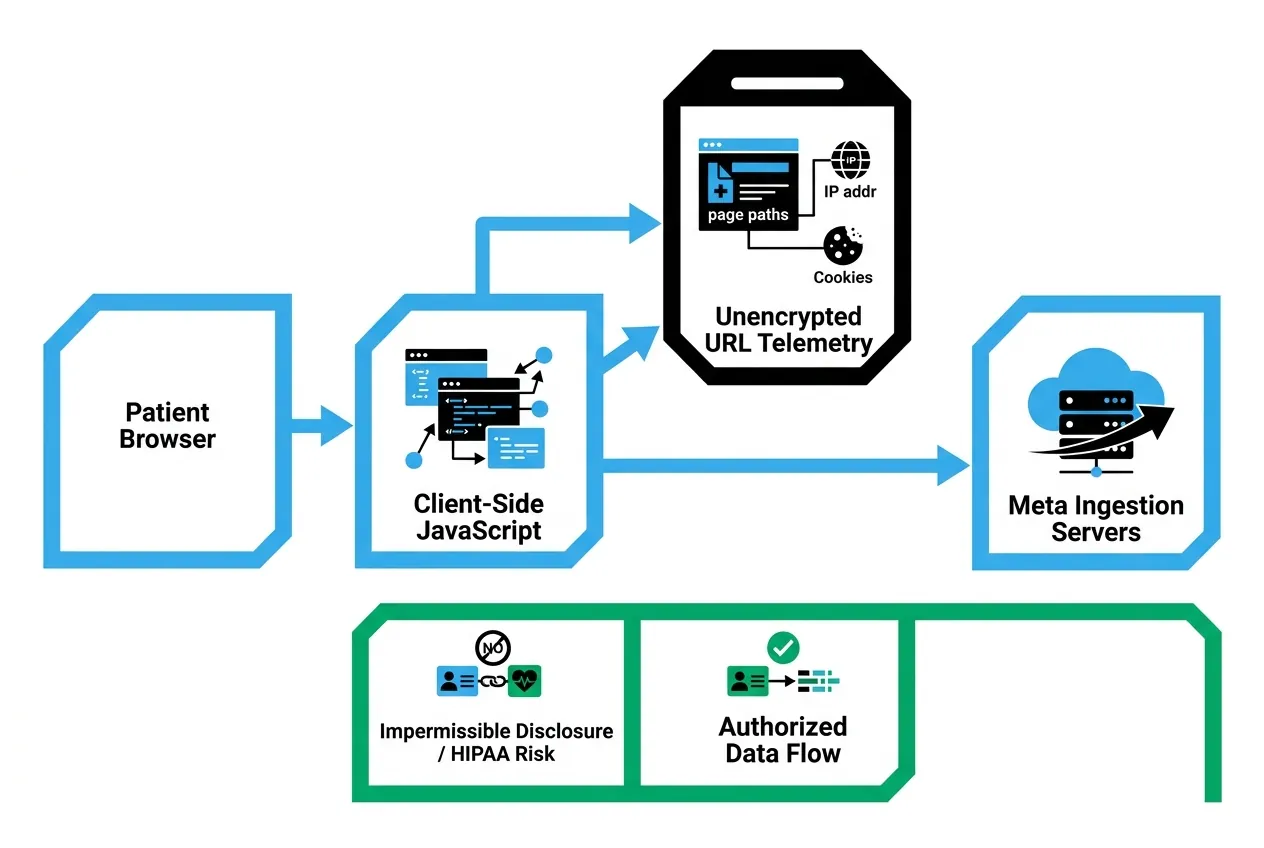 page paths
IP
IP addr
Cookies
Unencrypted
URL Telemetry
Patient
Browser
Client-Side
JavaScript
Meta Ingestion
Servers
NO
Impermissible Disclosure
/ HIPAA Risk
Authorized
Data Flow